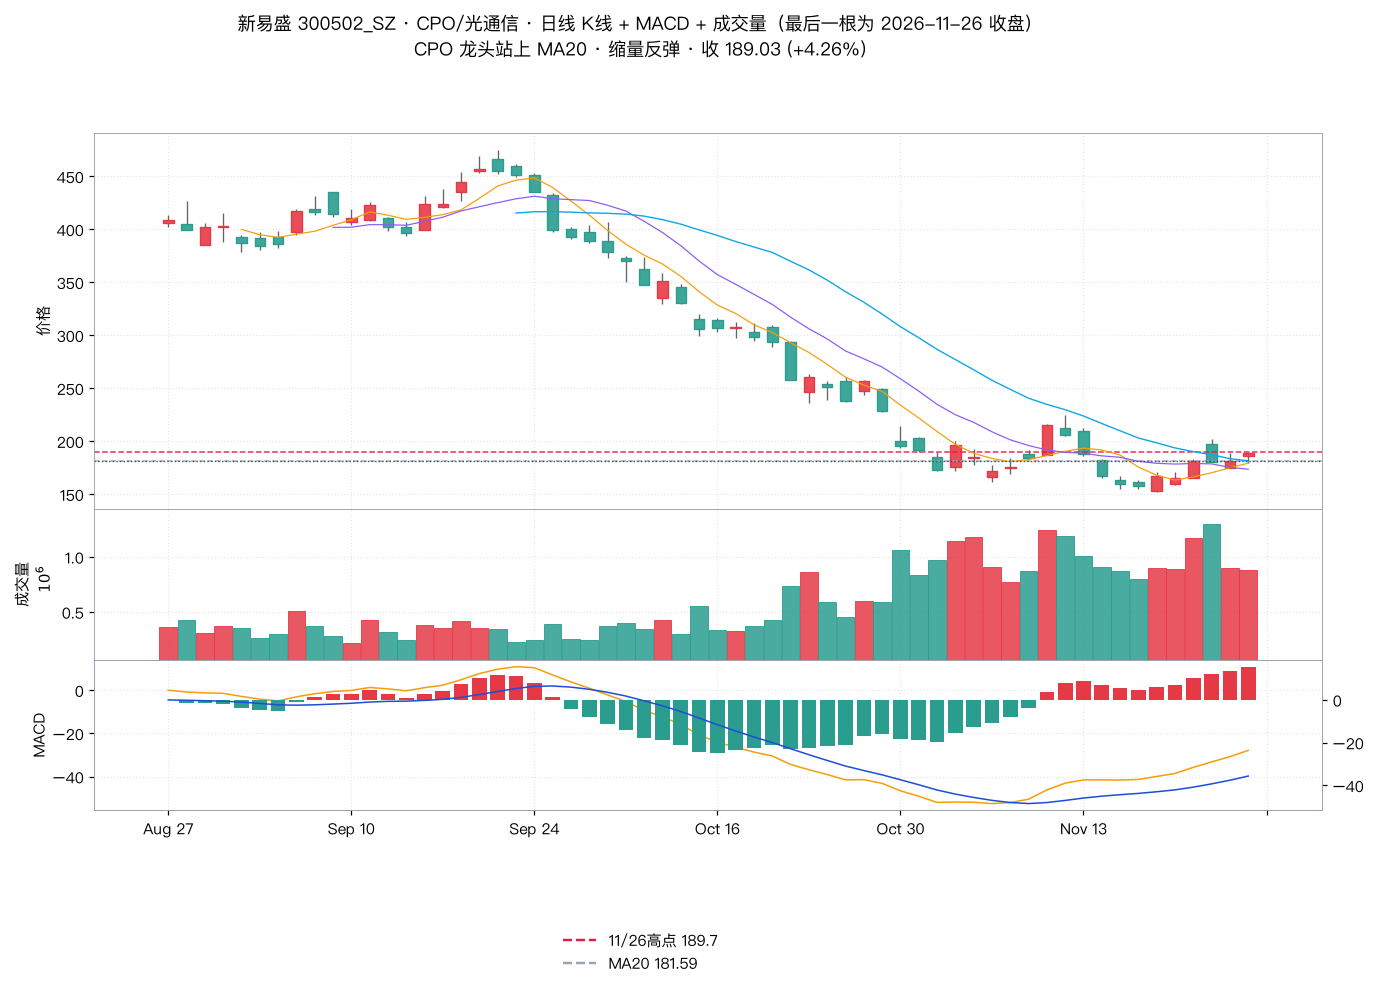 新易盛 300502_SZ · CPO/光通信 · 日线 K线 + MACD + 成交量（最后一根为 2026−11−26 收盘）
CPO 龙头站上 MA20 · 缩量反弹 · 收 189.03 (+4.26%)
价格
450
400
350
300
250
200
150
成交量
10⁶
1.0
0.5
MACD
0
−20
−40
0
−20
−40
Aug 27
Sep 10
Sep 24
Oct 16
Oct 30
Nov 13
11/26高点 189.7
MA20 181.59